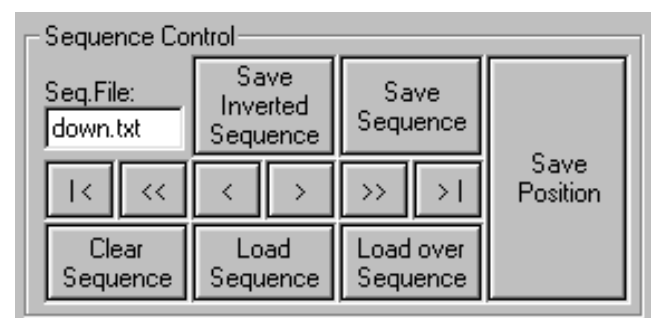 Sequence Control
Seq.File:
down.txt
Save
Inverted
Sequence
Save
Sequence
Save
Position
|<
<<
<
>
>>
>|
Clear
Sequence
Load
Sequence
Load over
Sequence